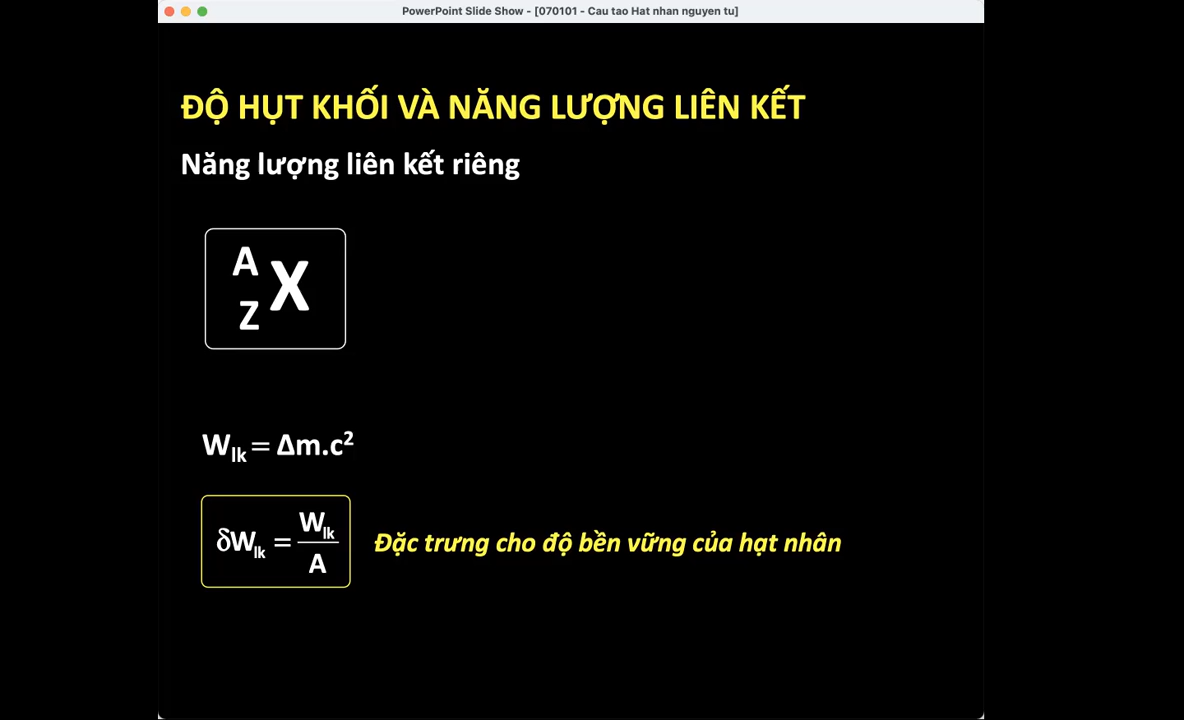 PowerPoint Slide Show - [070101 - Cau tao Hat nhan nguyen tu]
ĐỘ HỤT KHỐI VÀ NĂNG LƯỢNG LIÊN KẾT
Năng lượng liên kết riêng
A
Z X
Wlk = Δm.c²
δWlk = Wlk / A
Đặc trưng cho độ bền vững của hạt nhân